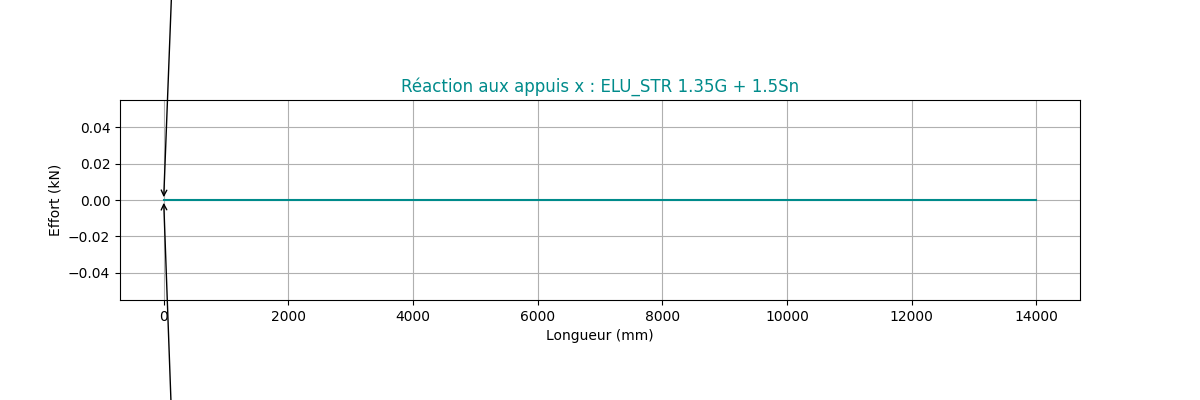 Réaction aux appuis x : ELU_STR 1.35G + 1.5Sn
0.04
0.02
0.00
−0.02
−0.04
Effort (kN)
0 2000 4000 6000 8000 10000 12000 14000
Longueur (mm)